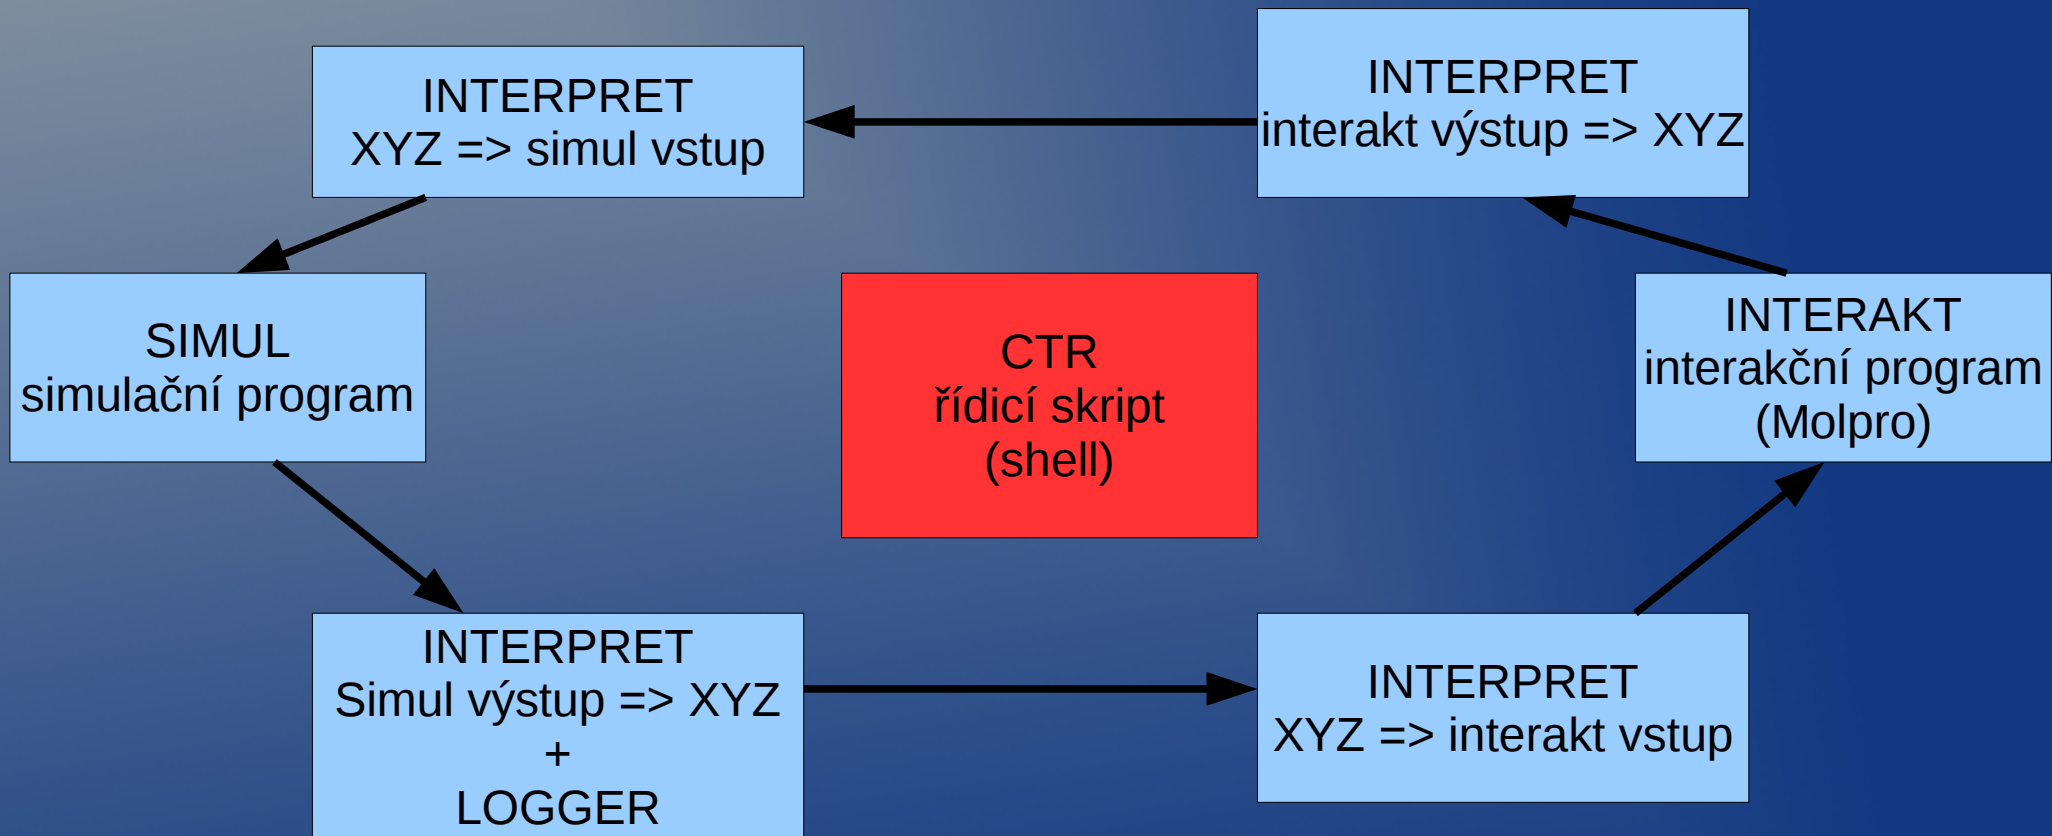 INTERPRET
XYZ => simul vstup
INTERPRET
interakt výstup => XYZ
SIMUL
simulační program
CTR
řídicí skript
(shell)
INTERAKT
interakční program
(Molpro)
INTERPRET
Simul výstup => XYZ
+
LOGGER
INTERPRET
XYZ => interakt vstup